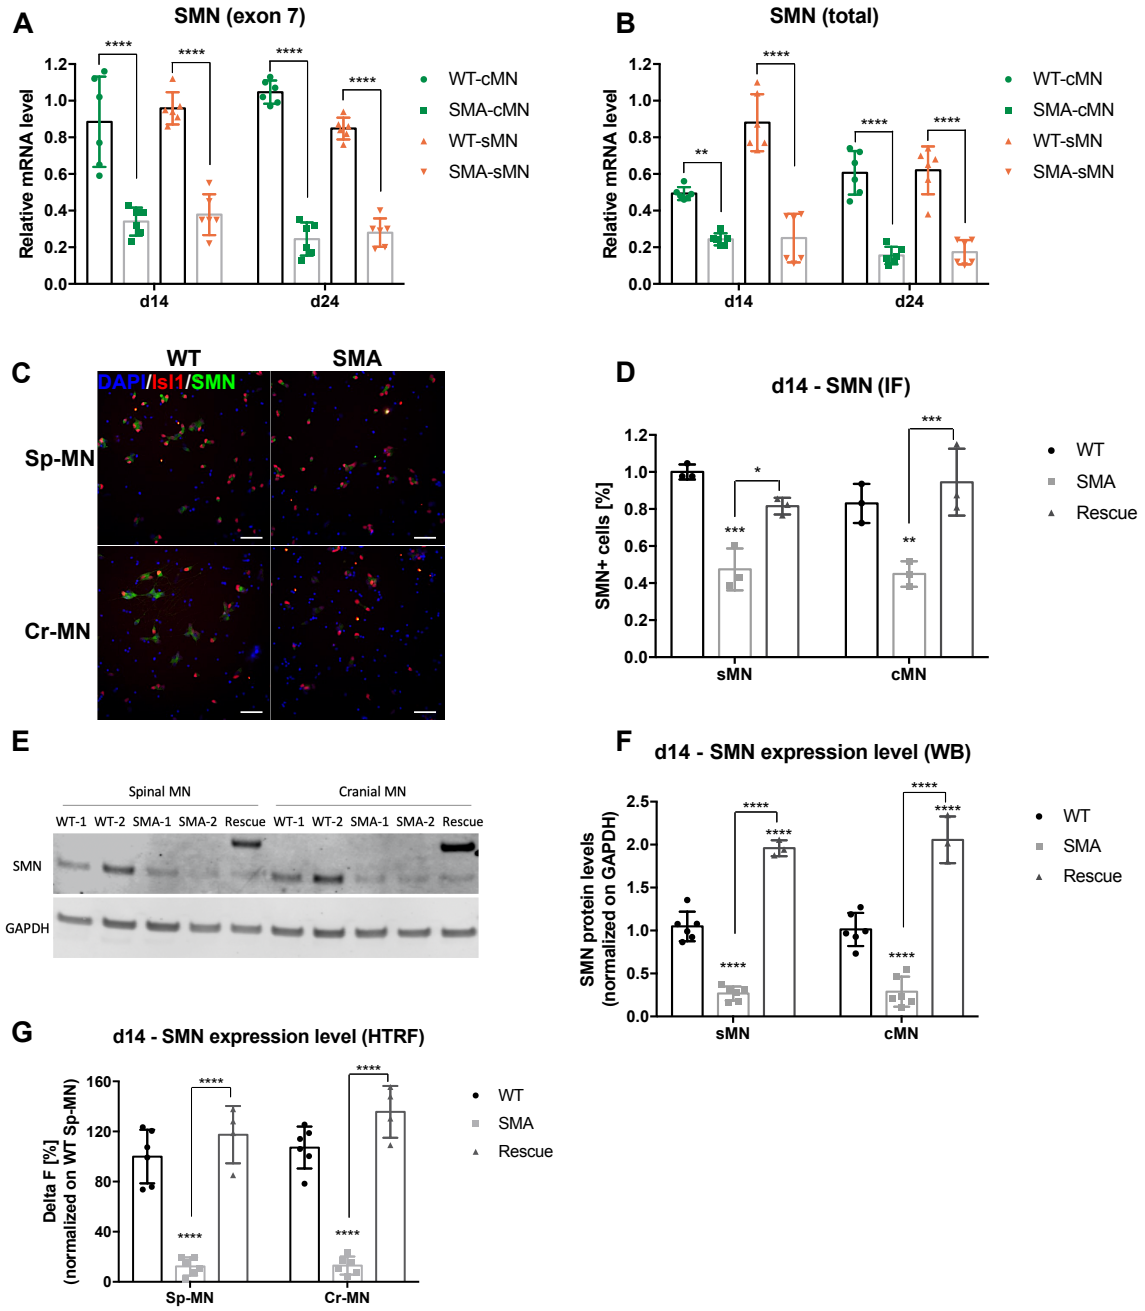 A
SMN (exon 7)
Relative mRNA level
1.2
1.0
0.8
0.6
0.4
0.2
0.0
****
****
****
****
d14
d24
WT-cMN
SMA-cMN
WT-sMN
SMA-sMN
B
SMN (total)
Relative mRNA level
1.2
1.0
0.8
0.6
0.4
0.2
0.0
**
****
****
****
d14
d24
WT-cMN
SMA-cMN
WT-sMN
SMA-sMN
C
WT
SMA
DAPI/Isl1/SMN
Sp-MN
Cr-MN
D
d14 - SMN (IF)
SMN+ cells [%]
1.2
1.0
0.8
0.6
0.4
0.2
0.0
***
*
**
***
sMN
cMN
WT
SMA
Rescue
E
Spinal MN
Cranial MN
WT-1 WT-2 SMA-1 SMA-2 Rescue WT-1 WT-2 SMA-1 SMA-2 Rescue
SMN
GAPDH
F
d14 - SMN expression level (WB)
SMN protein levels
(normalized on GAPDH)
2.5
2.0
1.5
1.0
0.5
0.0
****
****
****
****
****
****
sMN
cMN
WT
SMA
Rescue
G
d14 - SMN expression level (HTRF)
Delta F [%]
(normalized on WT Sp-MN)
160
120
80
40
0
****
****
****
****
Sp-MN
Cr-MN
WT
SMA
Rescue